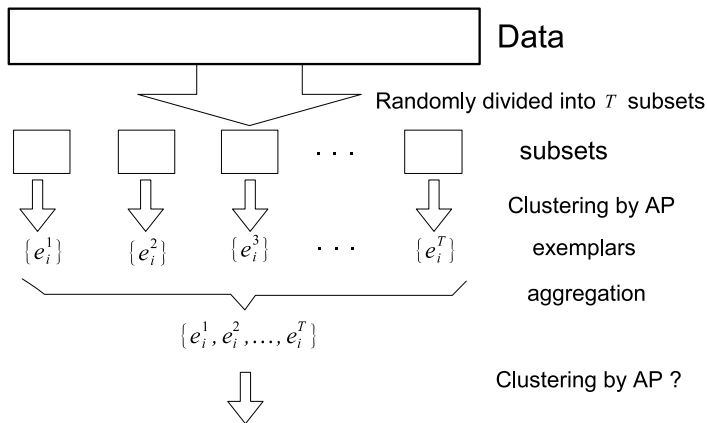 Data
Randomly divided into T subsets
. . . subsets
Clustering by AP
{e_i^1} {e_i^2} {e_i^3} . . . {e_i^T} exemplars
aggregation
{e_i^1, e_i^2, ..., e_i^T}
Clustering by AP ?